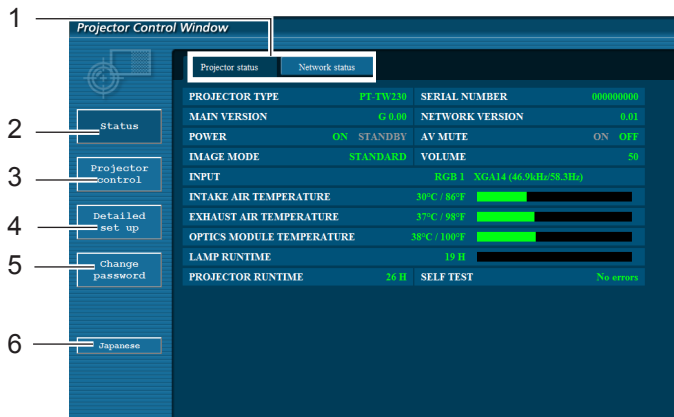 1
Projector Control Window
Projector status Network status
PROJECTOR TYPE PT-TW230 SERIAL NUMBER 000000000
MAIN VERSION G 0.00 NETWORK VERSION 0.01
POWER ON STANDBY AV MUTE ON OFF
IMAGE MODE STANDARD VOLUME 50
INPUT RGB 1 XGA14 (46.9kHz/58.3Hz)
INTAKE AIR TEMPERATURE 30°C / 86°F
EXHAUST AIR TEMPERATURE 37°C / 98°F
OPTICS MODULE TEMPERATURE 38°C / 100°F
LAMP RUNTIME 19 H
PROJECTOR RUNTIME 26 H SELF TEST No errors
2 Status
3 Projector
control
4 Detailed
set up
5 Change
password
6 Japanese